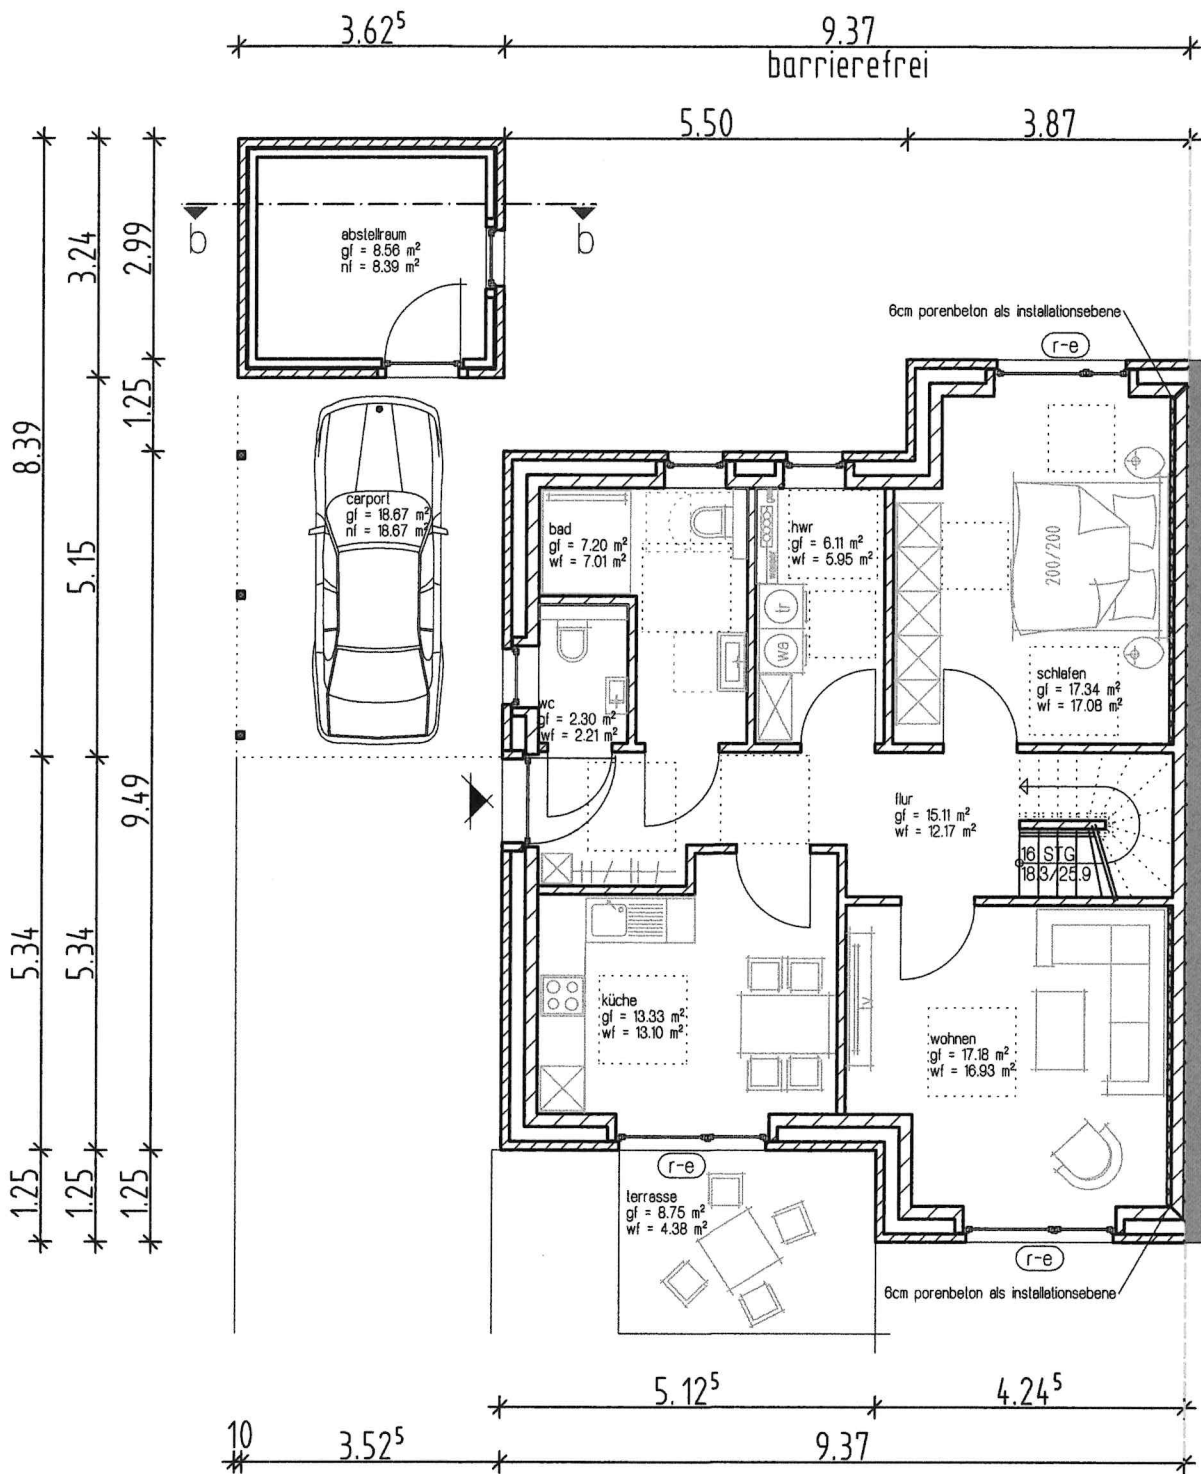 3.62⁵
9.37
barrierefrei
5.50
3.87
8.39
3.24
2.99
b
b
abstellraum
gf = 8.56 m²
nf = 8.39 m²
6cm porenbeton als installationsebene
r-e
1.25
5.15
carport
gf = 18.67 m²
nf = 18.67 m²
bad
gf = 7.20 m²
wf = 7.01 m²
hwr
gf = 6.11 m²
wf = 5.95 m²
200/200
tr
wa
schlafen
gf = 17.34 m²
wf = 17.08 m²
wc
gf = 2.30 m²
wf = 2.21 m²
9.49
flur
gf = 15.11 m²
wf = 12.17 m²
16 STG
18.3/25.9
5.34
5.34
küche
gf = 13.33 m²
wf = 13.10 m²
tv
wohnen
gf = 17.18 m²
wf = 16.93 m²
1.25
1.25
1.25
r-e
terrasse
gf = 8.75 m²
wf = 4.38 m²
r-e
6cm porenbeton als installationsebene
5.12⁵
4.24⁵
10
3.52⁵
9.37